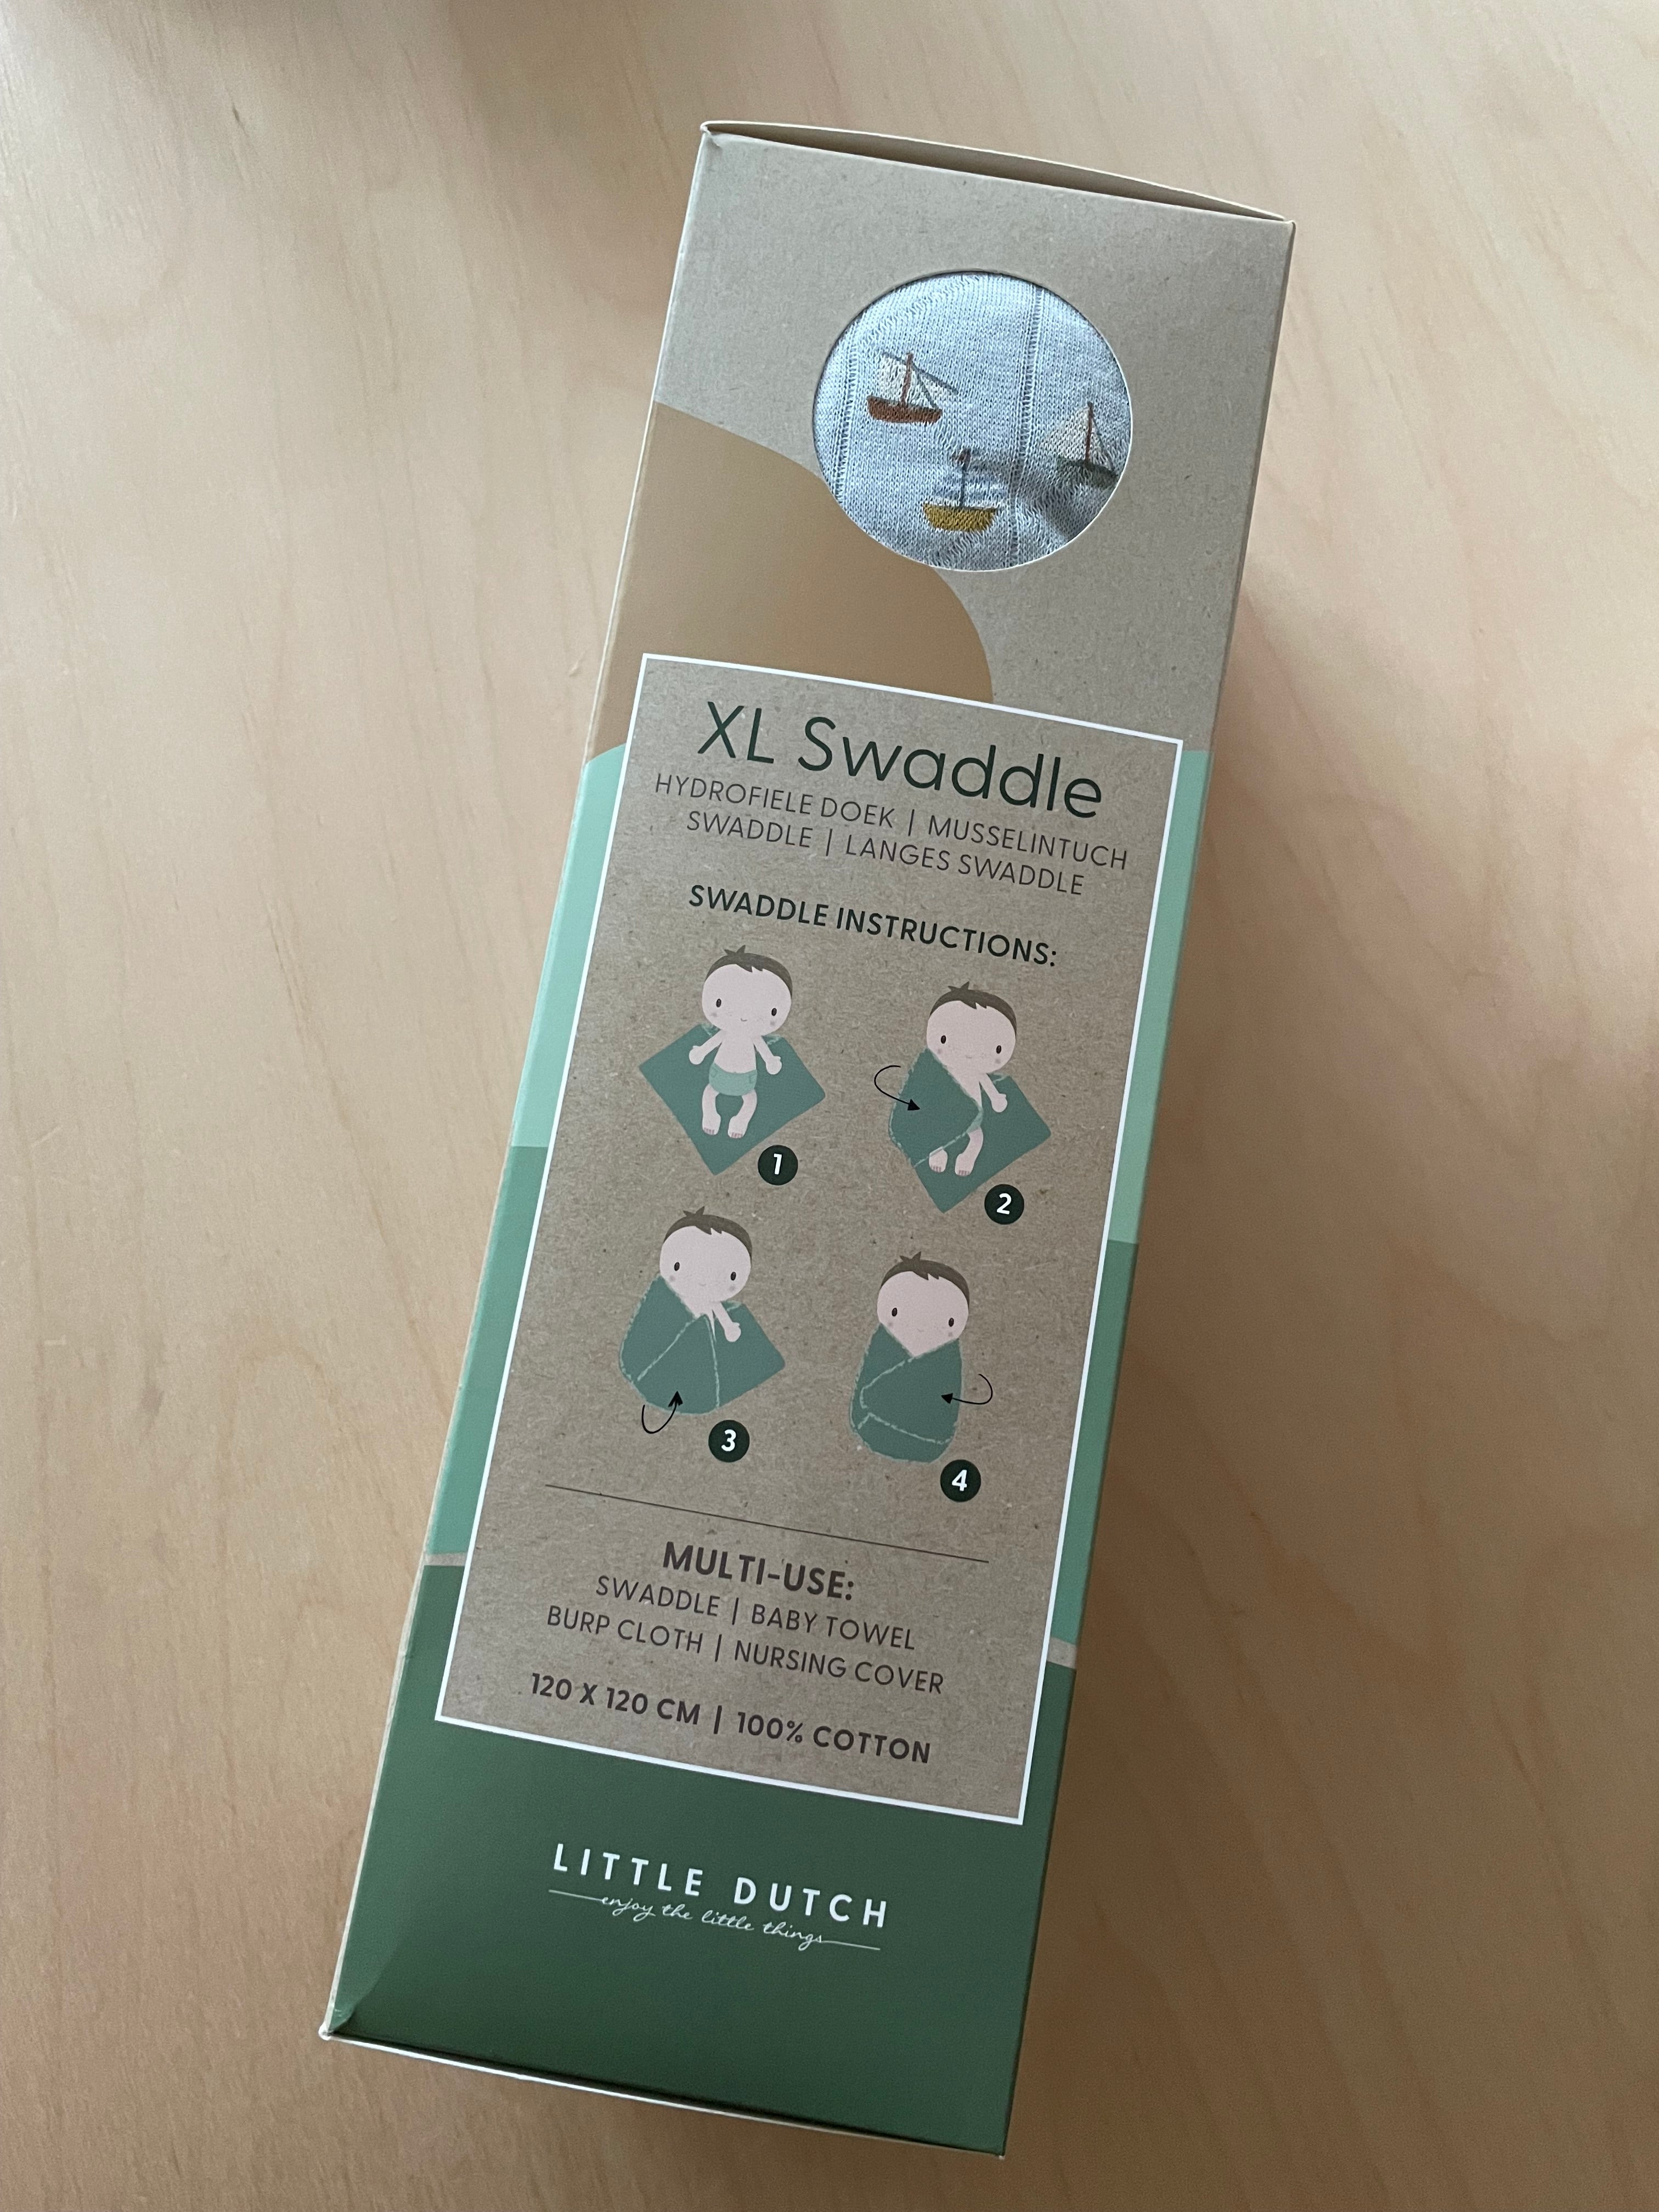 XL Swaddle
HYDROFIELE DOEK | MUSSELINTUCH
SWADDLE | LANGES SWADDLE
SWADDLE INSTRUCTIONS:
1
2
3
4
MULTI-USE:
SWADDLE | BABY TOWEL
BURP CLOTH | NURSING COVER
120 X 120 CM | 100% COTTON
LITTLE DUTCH
enjoy the little things